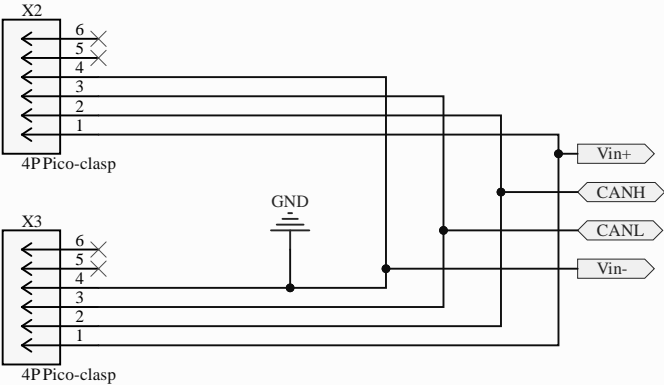 X2
6
5
4
3
2
1
4P Pico-clasp
Vin+
CANH
CANL
Vin-
GND
X3
6
5
4
3
2
1
4P Pico-clasp